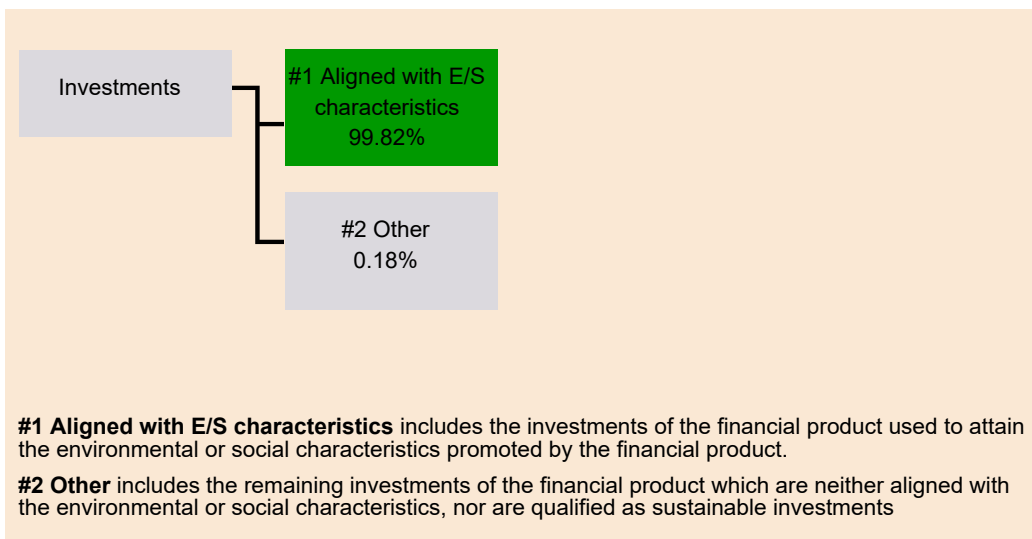 Investments
#1 Aligned with E/S
characteristics
99.82%
#2 Other
0.18%
#1 Aligned with E/S characteristics includes the investments of the financial product used to attain
the environmental or social characteristics promoted by the financial product.
#2 Other includes the remaining investments of the financial product which are neither aligned with
the environmental or social characteristics, nor are qualified as sustainable investments